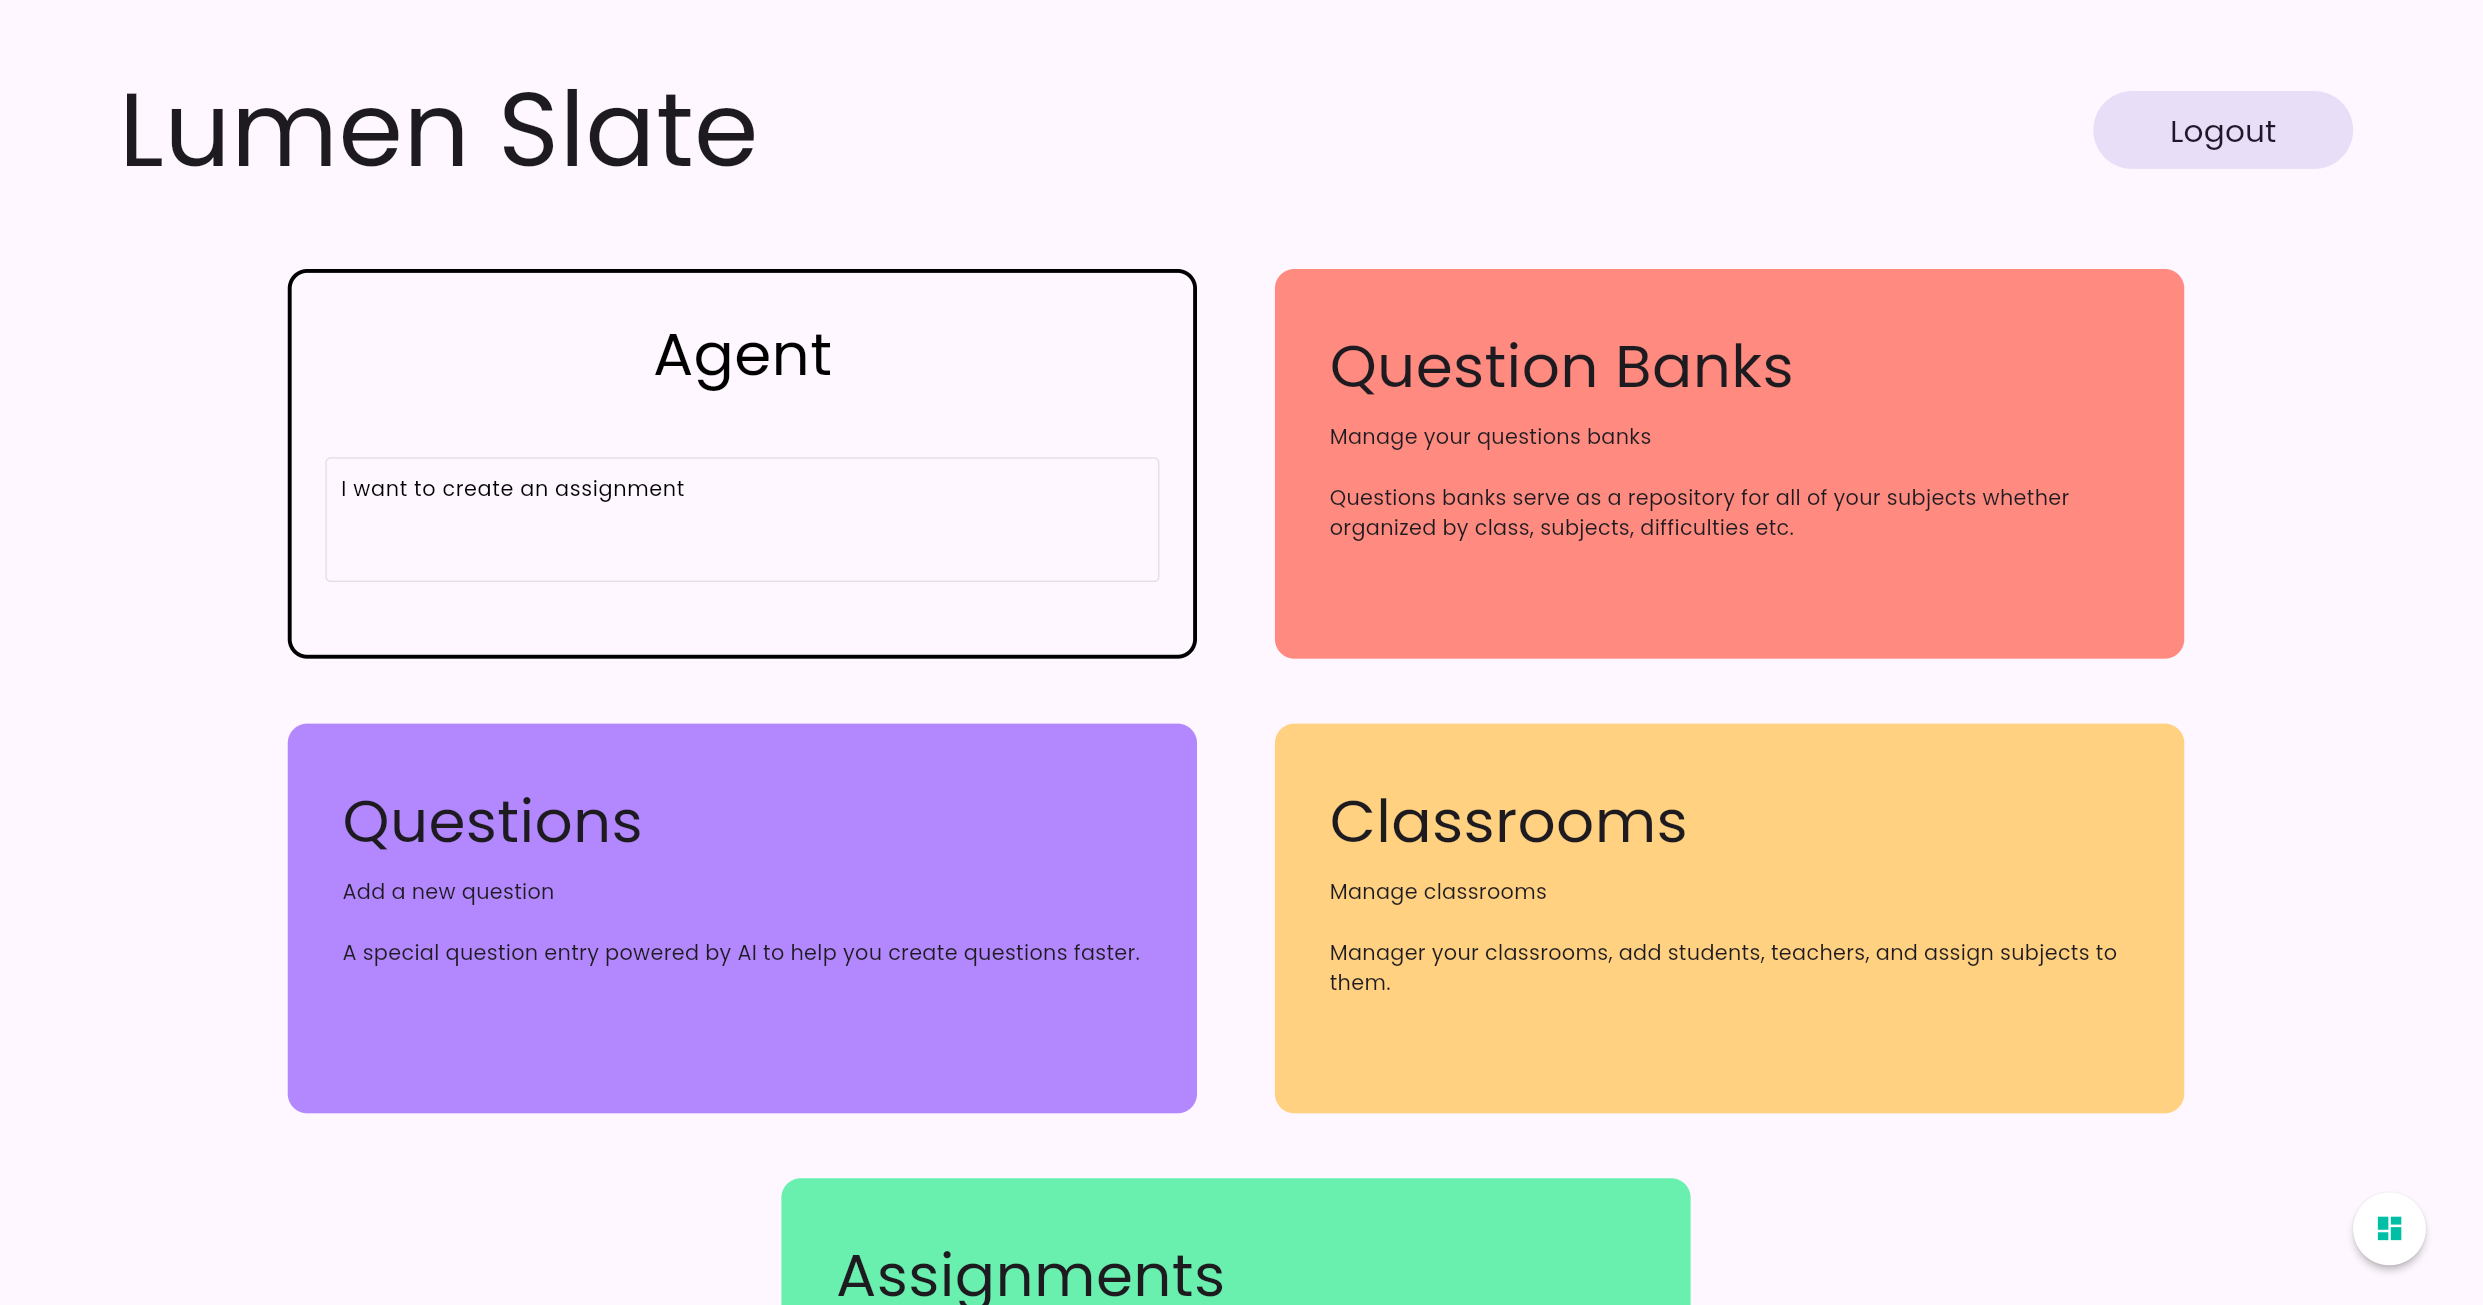 Lumen Slate
Logout
Agent
I want to create an assignment
Question Banks
Manage your questions banks
Questions banks serve as a repository for all of your subjects whether
organized by class, subjects, difficulties etc.
Questions
Add a new question
A special question entry powered by AI to help you create questions faster.
Classrooms
Manage classrooms
Manager your classrooms, add students, teachers, and assign subjects to
them.
Assignments